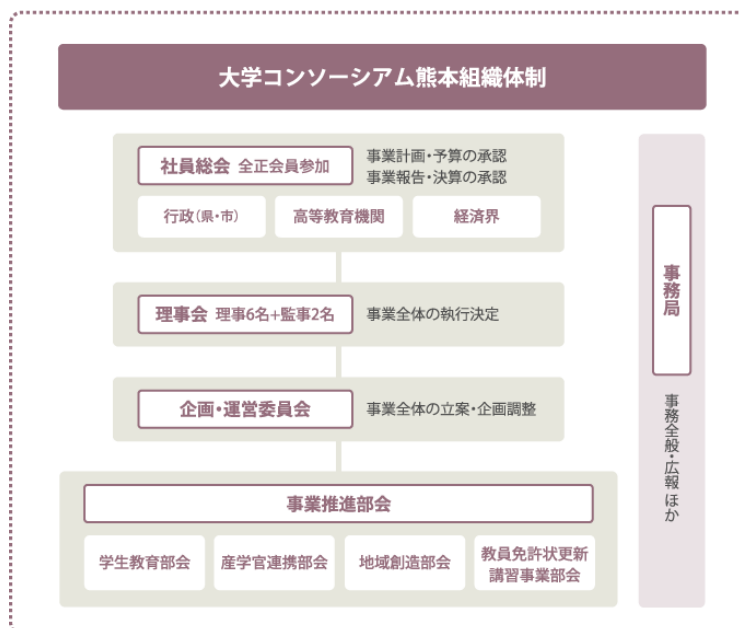 大学コンソーシアム熊本組織体制
社員総会 全正会員参加
事業計画・予算の承認
事業報告・決算の承認
行政(県・市)
高等教育機関
経済界
理事会 理事6名+監事2名
事業全体の執行決定
企画・運営委員会
事業全体の立案・企画調整
事業推進部会
学生教育部会
産学官連携部会
地域創造部会
教員免許状更新
講習事業部会
事務局
事務全般・広報 ほか